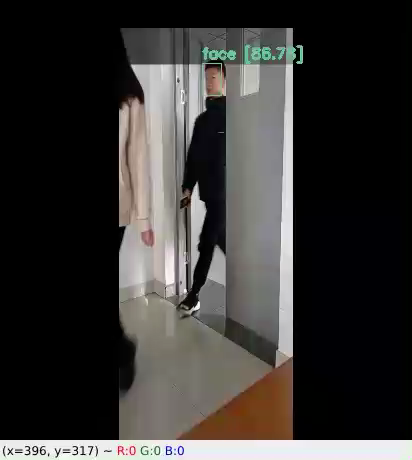 face [86.78]
(x=396, y=317) ~ R:0 G:0 B:0